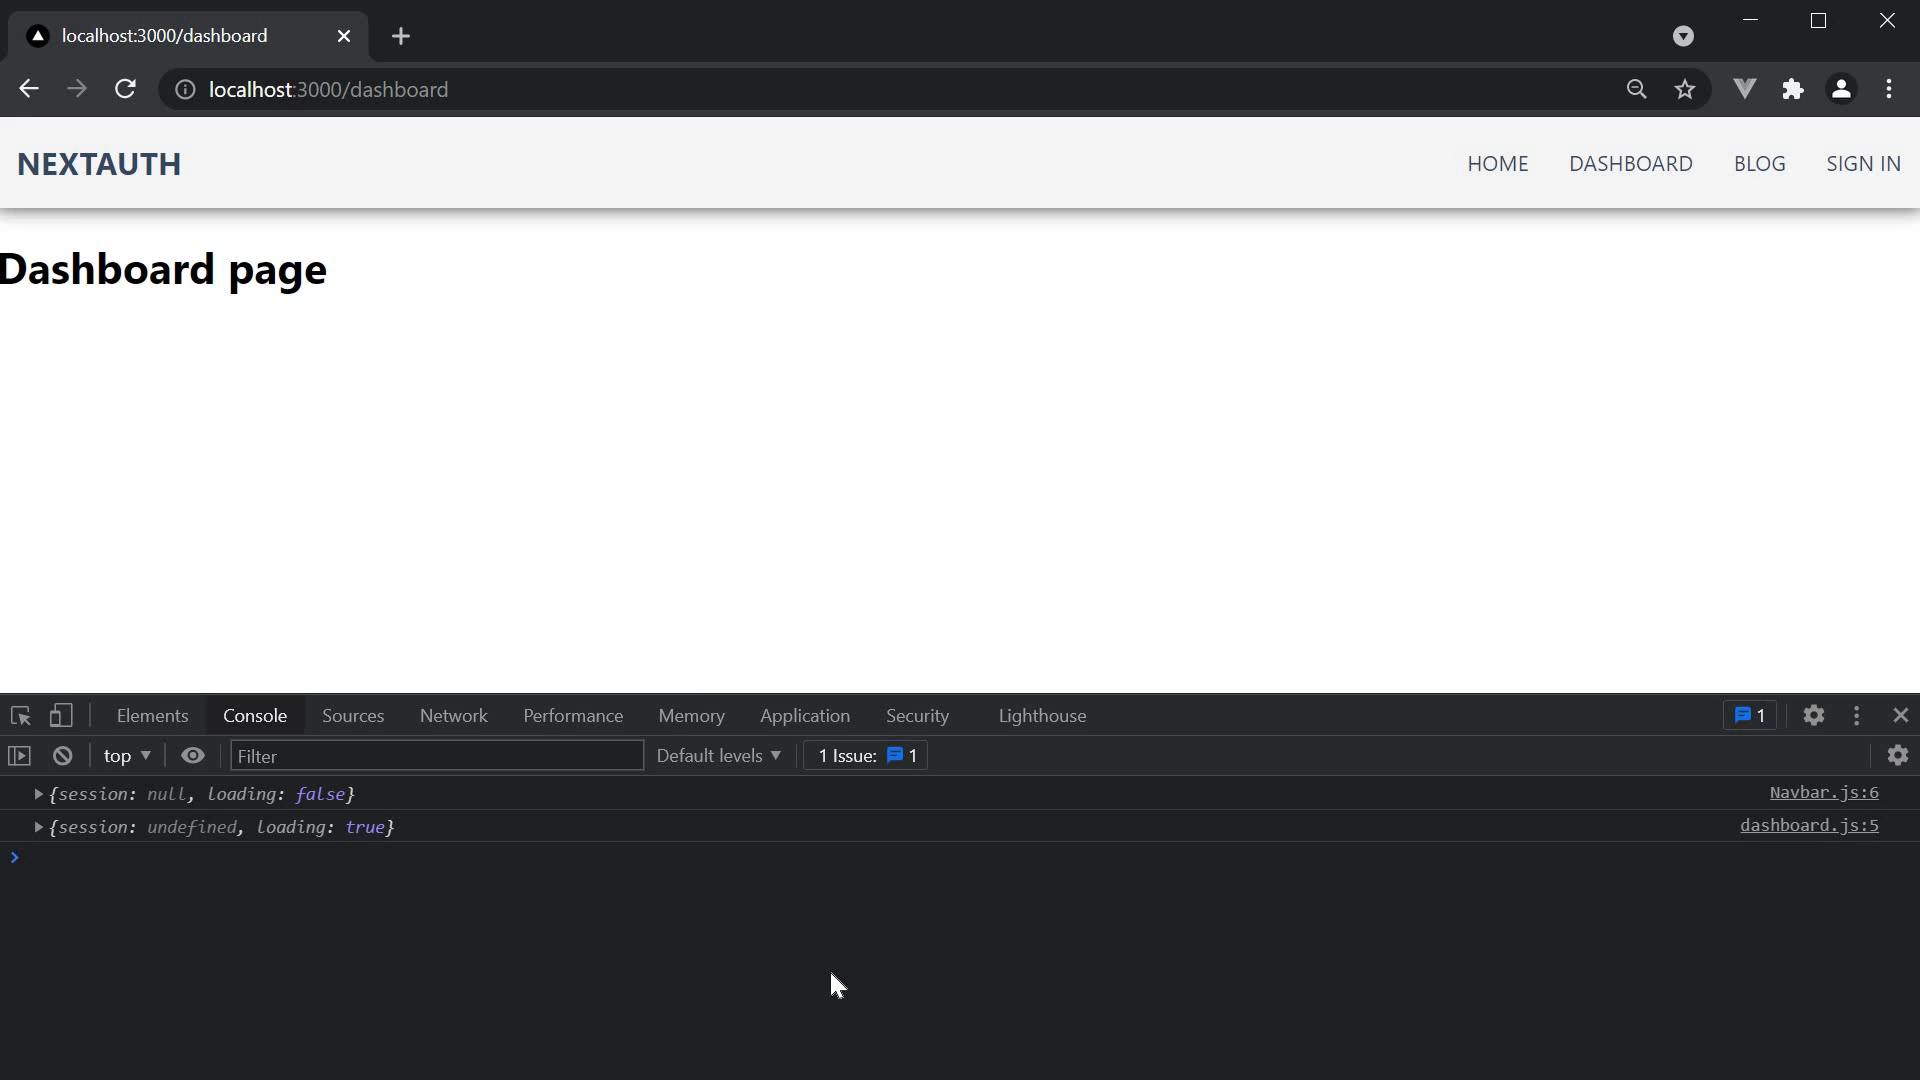 localhost:3000/dashboard
localhost:3000/dashboard
NEXTAUTH
HOME DASHBOARD BLOG SIGN IN
Dashboard page
Elements Console Sources Network Performance Memory Application Security Lighthouse 1
top Filter Default levels 1 Issue: 1
{session: null, loading: false} Navbar.js:6
{session: undefined, loading: true} dashboard.js:5